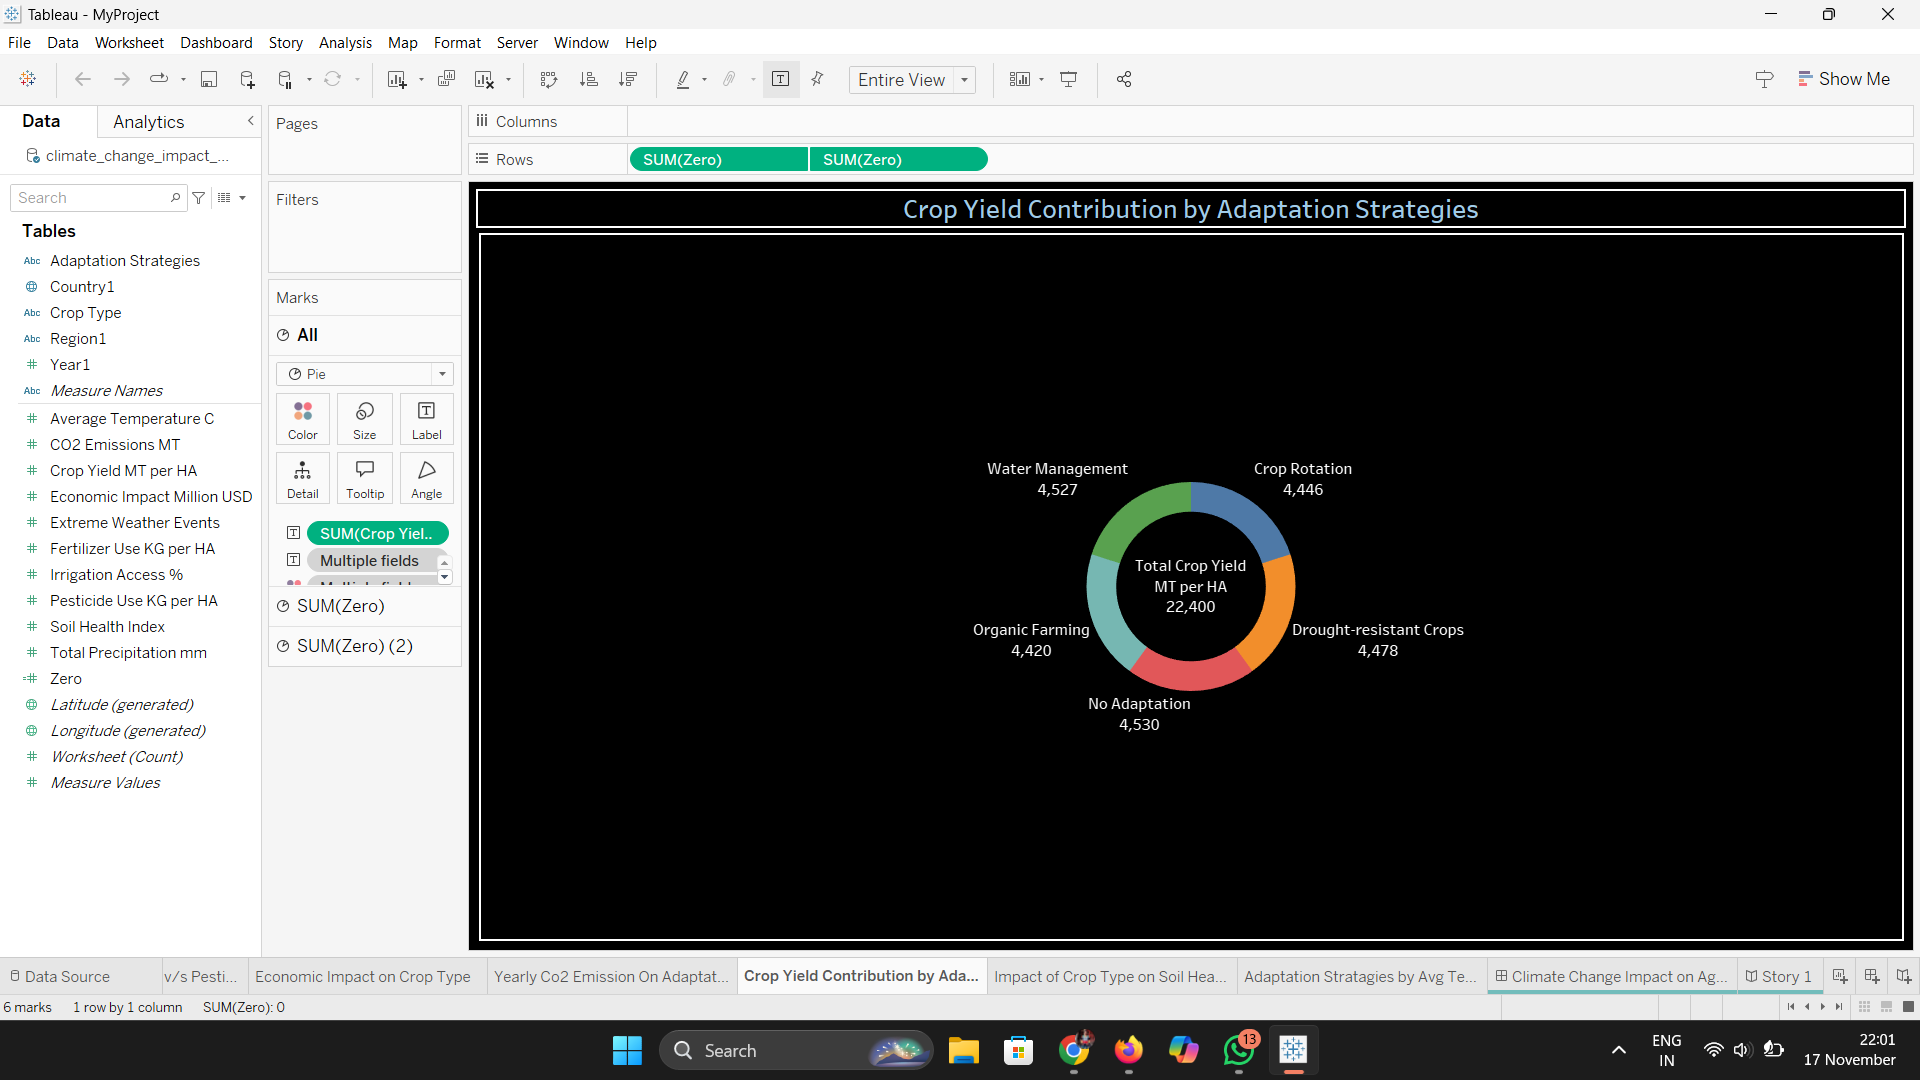 Tableau - MyProject
File Data Worksheet Dashboard Story Analysis Map Format Server Window Help
Entire View
Show Me
Data Analytics
climate_change_impact_...
Search
Tables
Abc Adaptation Strategies
Country1
Abc Crop Type
Abc Region1
Year1
Abc Measure Names
Average Temperature C
CO2 Emissions MT
Crop Yield MT per HA
Economic Impact Million USD
Extreme Weather Events
Fertilizer Use KG per HA
Irrigation Access %
Pesticide Use KG per HA
Soil Health Index
Total Precipitation mm
Zero
Latitude (generated)
Longitude (generated)
Worksheet (Count)
Measure Values
Pages
Filters
Marks
All
Pie
Color Size Label
Detail Tooltip Angle
SUM(Crop Yiel..
Multiple fields
SUM(Zero)
SUM(Zero) (2)
Columns
Rows SUM(Zero) SUM(Zero)
Crop Yield Contribution by Adaptation Strategies
Water Management
4,527
Crop Rotation
4,446
Total Crop Yield
MT per HA
22,400
Organic Farming
4,420
Drought-resistant Crops
4,478
No Adaptation
4,530
Data Source v/s Pesti... Economic Impact on Crop Type Yearly Co2 Emission On Adaptat... Crop Yield Contribution by Ada... Impact of Crop Type on Soil Hea... Adaptation Stratagies by Avg Te... Climate Change Impact on Ag... Story 1
6 marks 1 row by 1 column SUM(Zero): 0
Search
13
ENG
IN
22:01
17 November